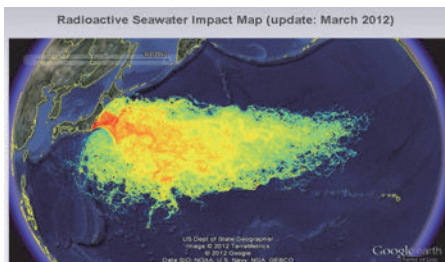 Radioactive Seawater Impact Map (update: March 2012)
US Dept of State Geographer
Image © 2012 TerraMetrics
© 2012 Google
Data SIO, NOAA, U.S. Navy, NGA, GEBCO
Google earth